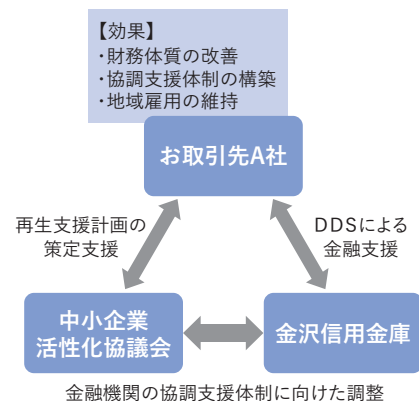 【効果】
・財務体質の改善
・協調支援体制の構築
・地域雇用の維持
お取引先A社
再生支援計画の
策定支援
DDSによる
金融支援
中小企業
活性化協議会
金沢信用金庫
金融機関の協調支援体制に向けた調整